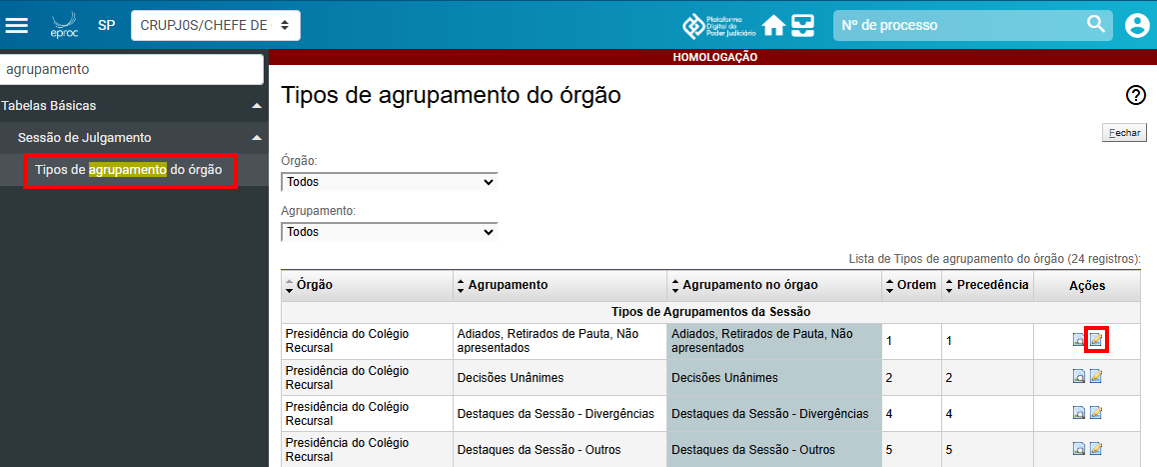 eproc
SP
CRUPJ0S/CHEFE DE
Plataforma
Digital do
Poder Judiciário
Nº de processo
HOMOLOGAÇÃO
agrupamento
Tabelas Básicas
Sessão de Julgamento
Tipos de agrupamento do órgão
Tipos de agrupamento do órgão
Fechar
Órgão:
Todos
Agrupamento:
Todos
Lista de Tipos de agrupamento do órgão (24 registros):
Órgão Agrupamento Agrupamento no órgao Ordem Precedência Ações
Tipos de Agrupamentos da Sessão
Presidência do Colégio Recursal Adiados, Retirados de Pauta, Não apresentados Adiados, Retirados de Pauta, Não apresentados 1 1
Presidência do Colégio Recursal Decisões Unânimes Decisões Unânimes 2 2
Presidência do Colégio Recursal Destaques da Sessão - Divergências Destaques da Sessão - Divergências 4 4
Presidência do Colégio Recursal Destaques da Sessão - Outros Destaques da Sessão - Outros 5 5